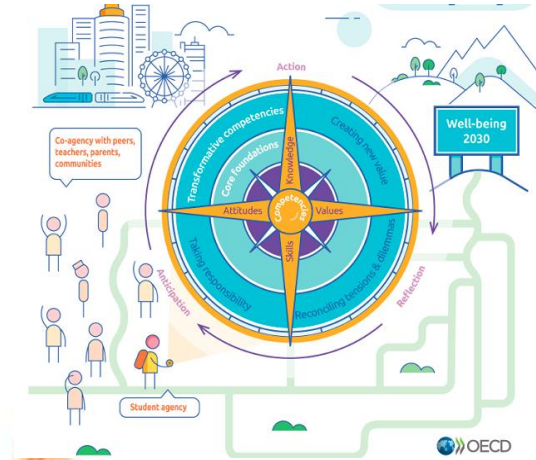 Action
Co-agency with peers,
teachers, parents,
communities
Transformative competencies
Core foundations
Knowledge
Creating new value
Well-being
2030
Attitudes
Competencies
Values
Skills
Taking responsibility
Reconciling tensions & dilemmas
Anticipation
Reflection
Student agency
OECD